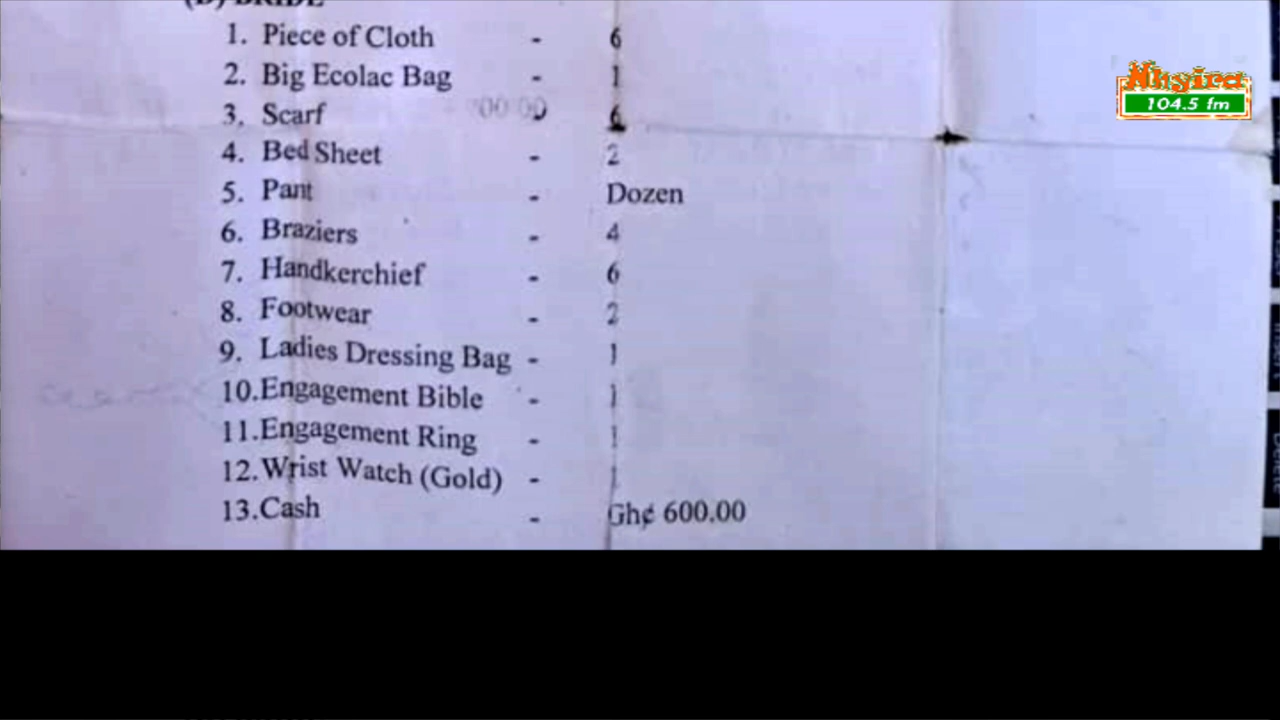 (D) BRIDE
1. Piece of Cloth - 6
2. Big Ecolac Bag - 1
3. Scarf 6
4. Bed Sheet - 2
5. Pant - Dozen
6. Braziers - 4
7. Handkerchief - 6
8. Footwear - 2
9. Ladies Dressing Bag - 1
10.Engagement Bible - 1
11.Engagement Ring - 1
12.Wrist Watch (Gold) - 1
13.Cash - Gh¢ 600.00
Nhyira
104.5 fm